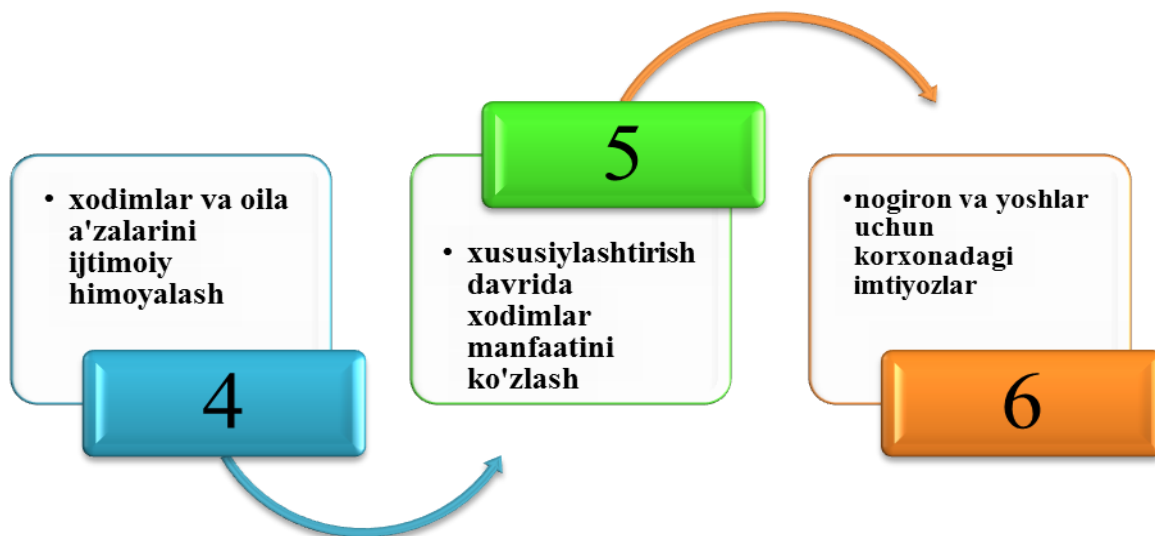 • xodimlar va oila
a'zalarini
ijtimoiy
himoyalash
4
5
• xususiylashtirish
davrida
xodimlar
manfaatini
ko'zlash
•nogiron va yoshlar
uchun
korxonadagi
imtiyozlar
6